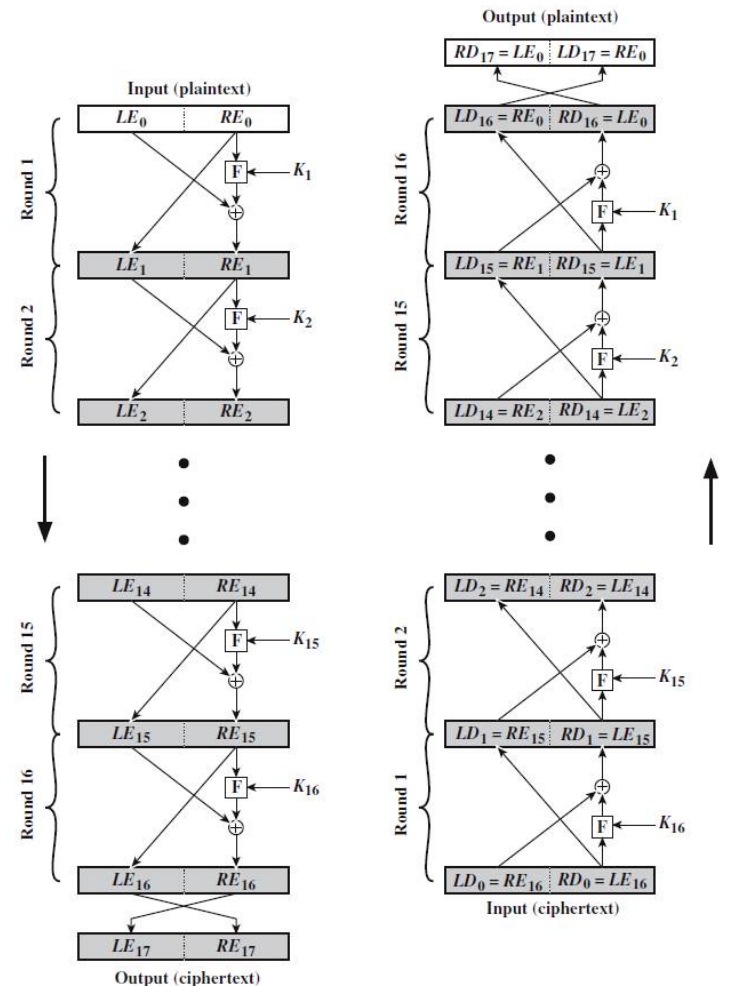 Input (plaintext)
LE₀ RE₀
Round 1
F
K₁
LE₁ RE₁
Round 2
F
K₂
LE₂ RE₂
LE₁₄ RE₁₄
Round 15
F
K₁₅
LE₁₅ RE₁₅
Round 16
F
K₁₆
LE₁₆ RE₁₆
LE₁₇ RE₁₇
Output (ciphertext)
Output (plaintext)
RD₁₇ = LE₀ LD₁₇ = RE₀
LD₁₆ = RE₀ RD₁₆ = LE₀
Round 16
F
K₁
LD₁₅ = RE₁ RD₁₅ = LE₁
Round 15
F
K₂
LD₁₄ = RE₂ RD₁₄ = LE₂
LD₂ = RE₁₄ RD₂ = LE₁₄
Round 2
F
K₁₅
LD₁ = RE₁₅ RD₁ = LE₁₅
Round 1
F
K₁₆
LD₀ = RE₁₆ RD₀ = LE₁₆
Input (ciphertext)